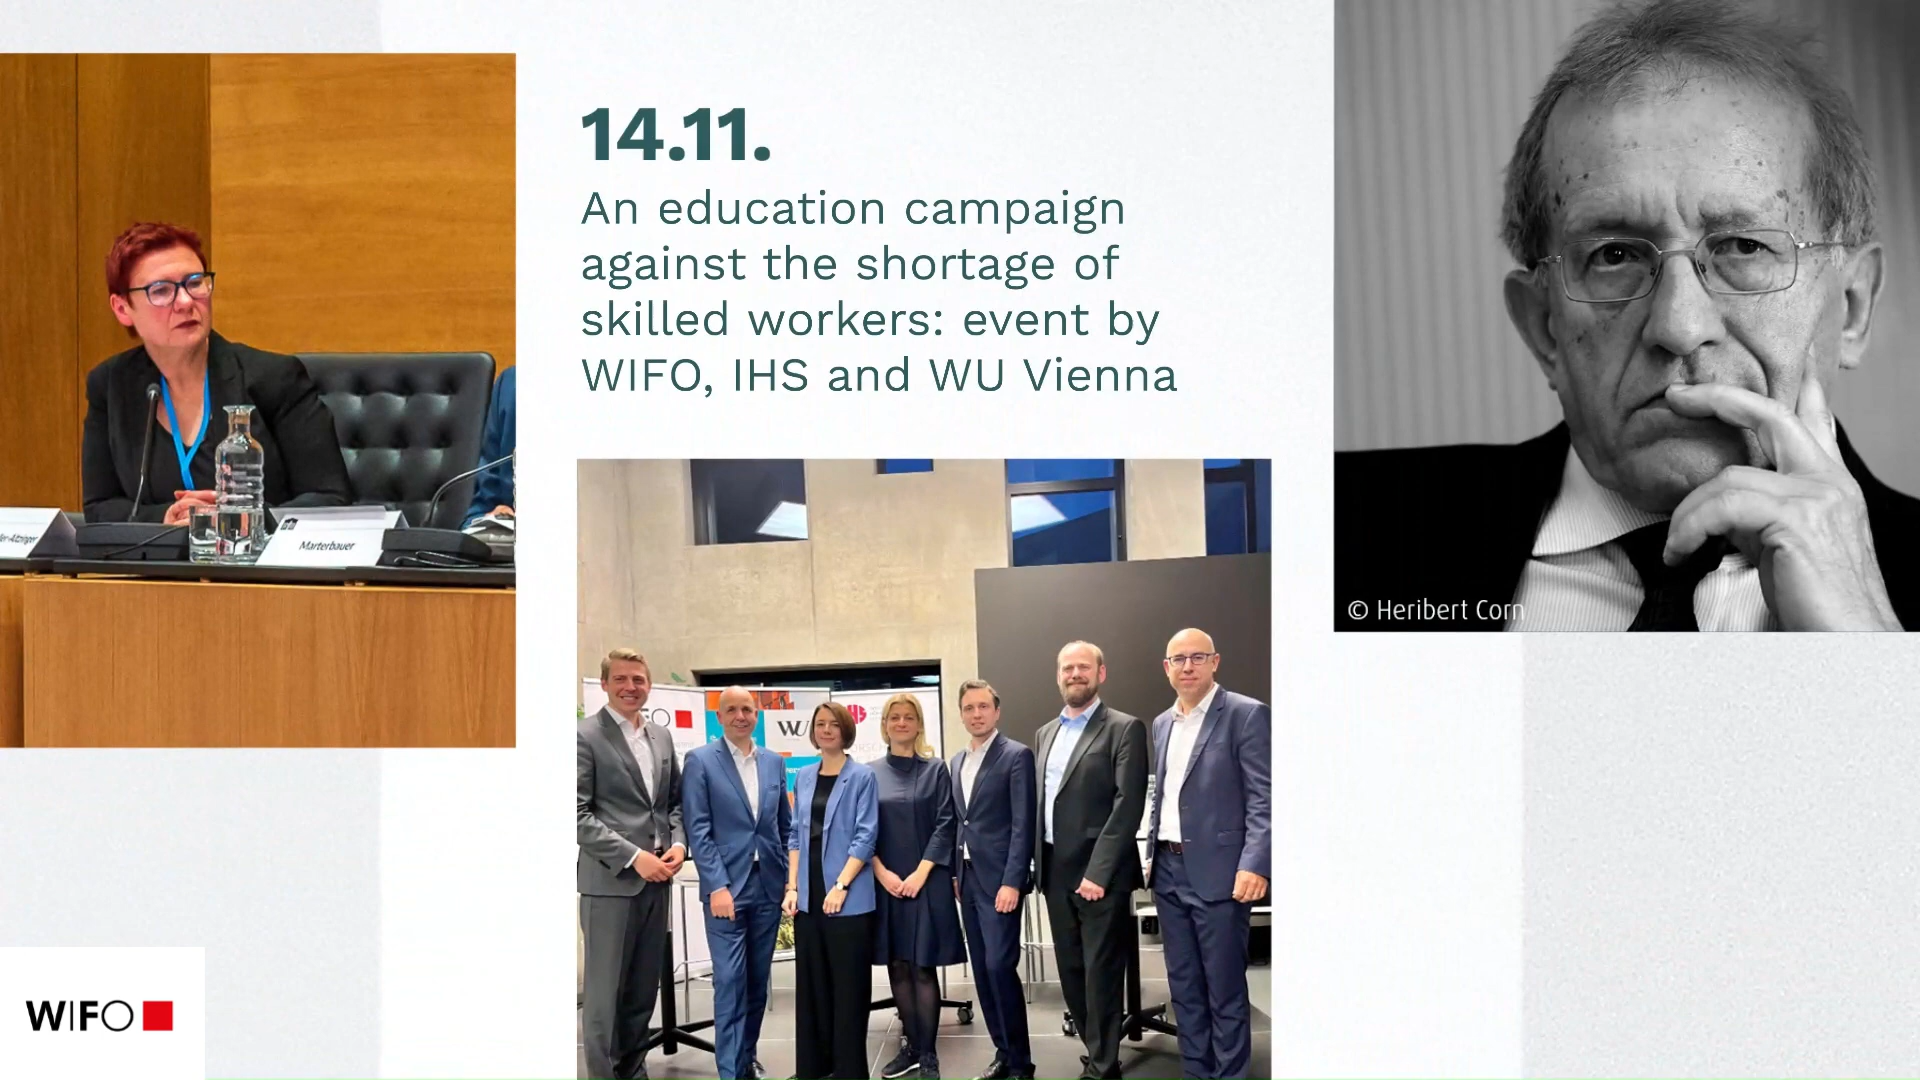 14.11.
An education campaign
against the shortage of
skilled workers: event by
WIFO, IHS and WU Vienna
Marterbauer
© Heribert Corn
WU
WIFO